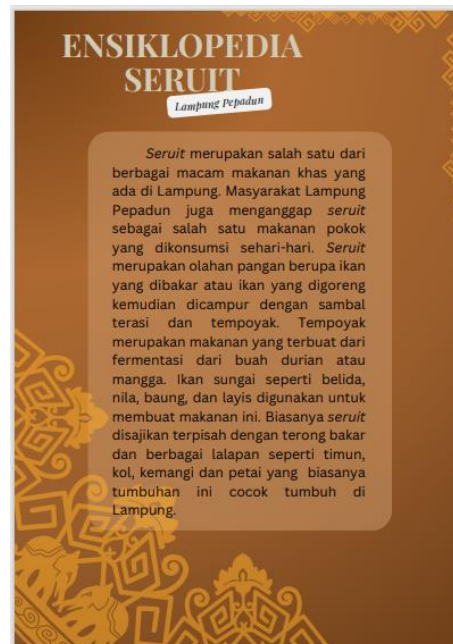 ENSIKLOPEDIA
SERUIT
Lampung Pepadun
Seruit merupakan salah satu dari
berbagai macam makanan khas yang
ada di Lampung. Masyarakat Lampung
Pepadun juga menganggap seruit
sebagai salah satu makanan pokok
yang dikonsumsi sehari-hari. Seruit
merupakan olahan pangan berupa ikan
yang dibakar atau ikan yang digoreng
kemudian dicampur dengan sambal
terasi dan tempoyak. Tempoyak
merupakan makanan yang terbuat dari
fermentasi dari buah durian atau
mangga. Ikan sungai seperti belida,
nila, baung, dan layis digunakan untuk
membuat makanan ini. Biasanya seruit
disajikan terpisah dengan terong bakar
dan berbagai lalapan seperti timun,
kol, kemangi dan petai yang biasanya
tumbuhan ini cocok tumbuh di
Lampung.